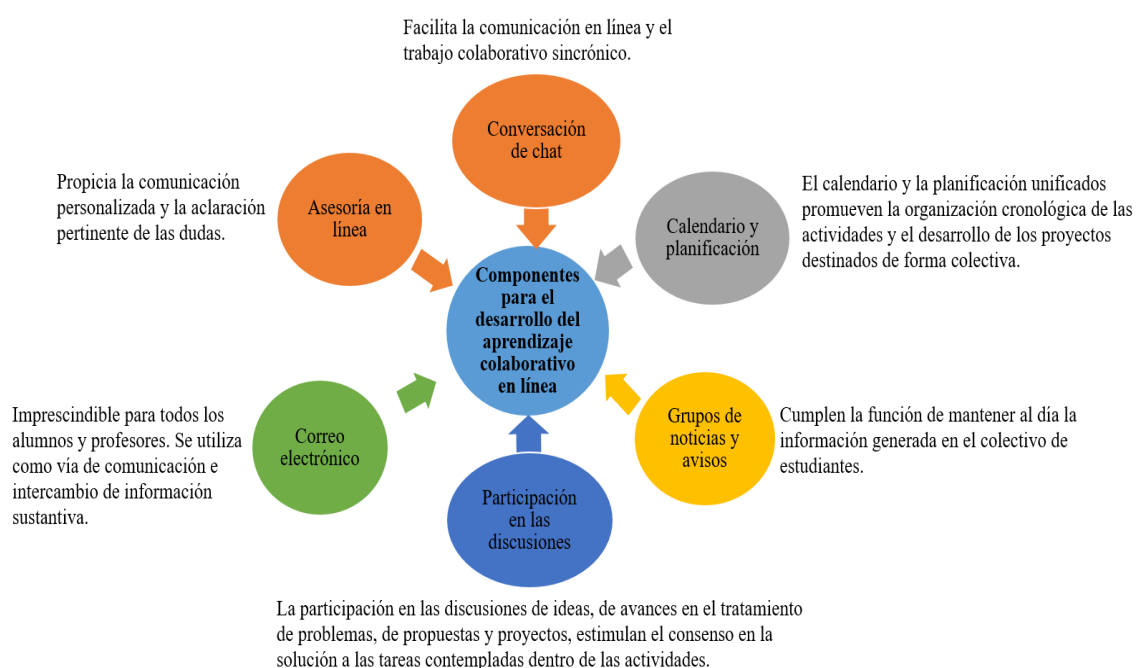 Facilita la comunicación en línea y el
trabajo colaborativo sincrónico.
Conversación
de chat
Propicia la comunicación
personalizada y la aclaración
pertinente de las dudas.
Asesoría en
línea
Calendario y
planificación
El calendario y la planificación unificados
promueven la organización cronológica de las
actividades y el desarrollo de los proyectos
destinados de forma colectiva.
Componentes
para el
desarrollo del
aprendizaje
colaborativo
en línea
Imprescindible para todos los
alumnos y profesores. Se utiliza
como vía de comunicación e
intercambio de información
sustantiva.
Correo
electrónico
Grupos de
noticias y
avisos
Cumplen la función de mantener al día la
información generada en el colectivo de
estudiantes.
Participación
en las
discusiones
La participación en las discusiones de ideas, de avances en el tratamiento
de problemas, de propuestas y proyectos, estimulan el consenso en la
solución a las tareas contempladas dentro de las actividades.